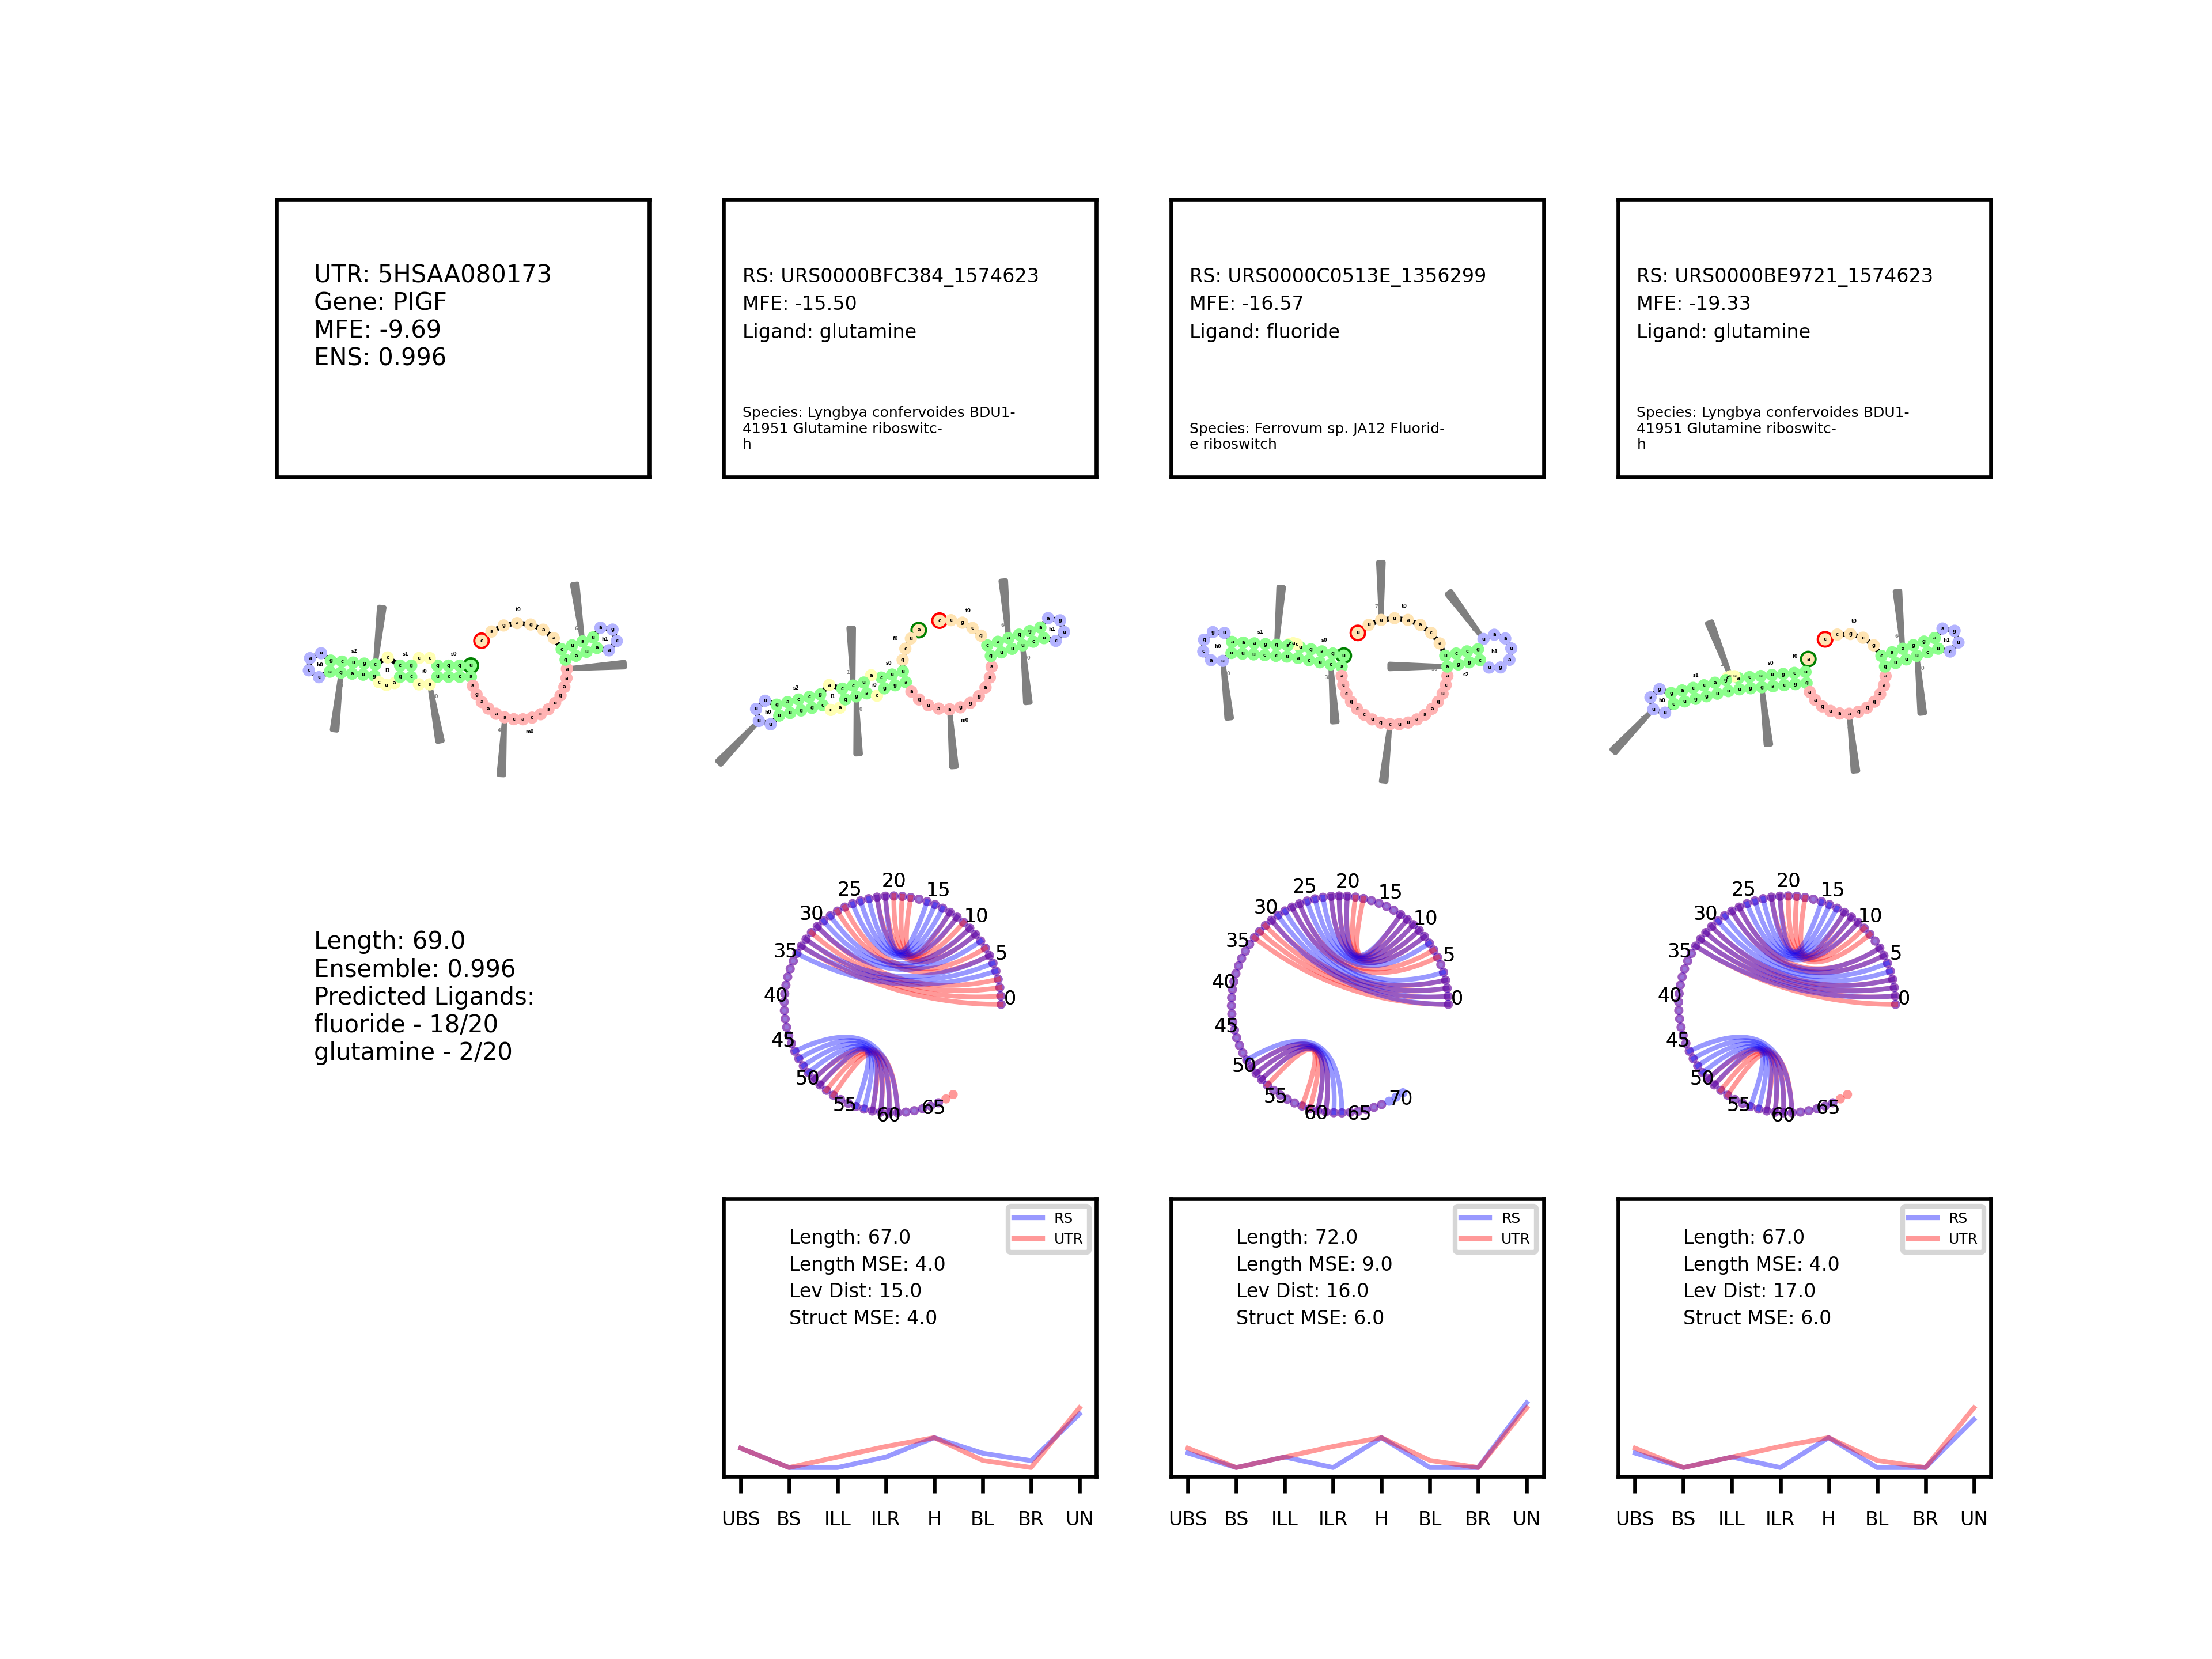 UTR: 5HSAA080173
Gene: PIGF
MFE: -9.69
ENS: 0.996
RS: URS0000BFC384_1574623
MFE: -15.50
Ligand: glutamine
Species: Lyngbya confervoides BDU1-
41951 Glutamine riboswitc-
h
RS: URS0000C0513E_1356299
MFE: -16.57
Ligand: fluoride
Species: Ferrovum sp. JA12 Fluorid-
e riboswitch
RS: URS0000BE9721_1574623
MFE: -19.33
Ligand: glutamine
Species: Lyngbya confervoides BDU1-
41951 Glutamine riboswitc-
h
Length: 69.0
Ensemble: 0.996
Predicted Ligands:
fluoride - 18/20
glutamine - 2/20
0
5
10
15
20
25
30
35
40
45
50
55
60
65
0
5
10
15
20
25
30
35
40
45
50
55
60
65
70
0
5
10
15
20
25
30
35
40
45
50
55
60
65
RS
UTR
Length: 67.0
Length MSE: 4.0
Lev Dist: 15.0
Struct MSE: 4.0
UBS BS ILL ILR H BL BR UN
RS
UTR
Length: 72.0
Length MSE: 9.0
Lev Dist: 16.0
Struct MSE: 6.0
UBS BS ILL ILR H BL BR UN
RS
UTR
Length: 67.0
Length MSE: 4.0
Lev Dist: 17.0
Struct MSE: 6.0
UBS BS ILL ILR H BL BR UN